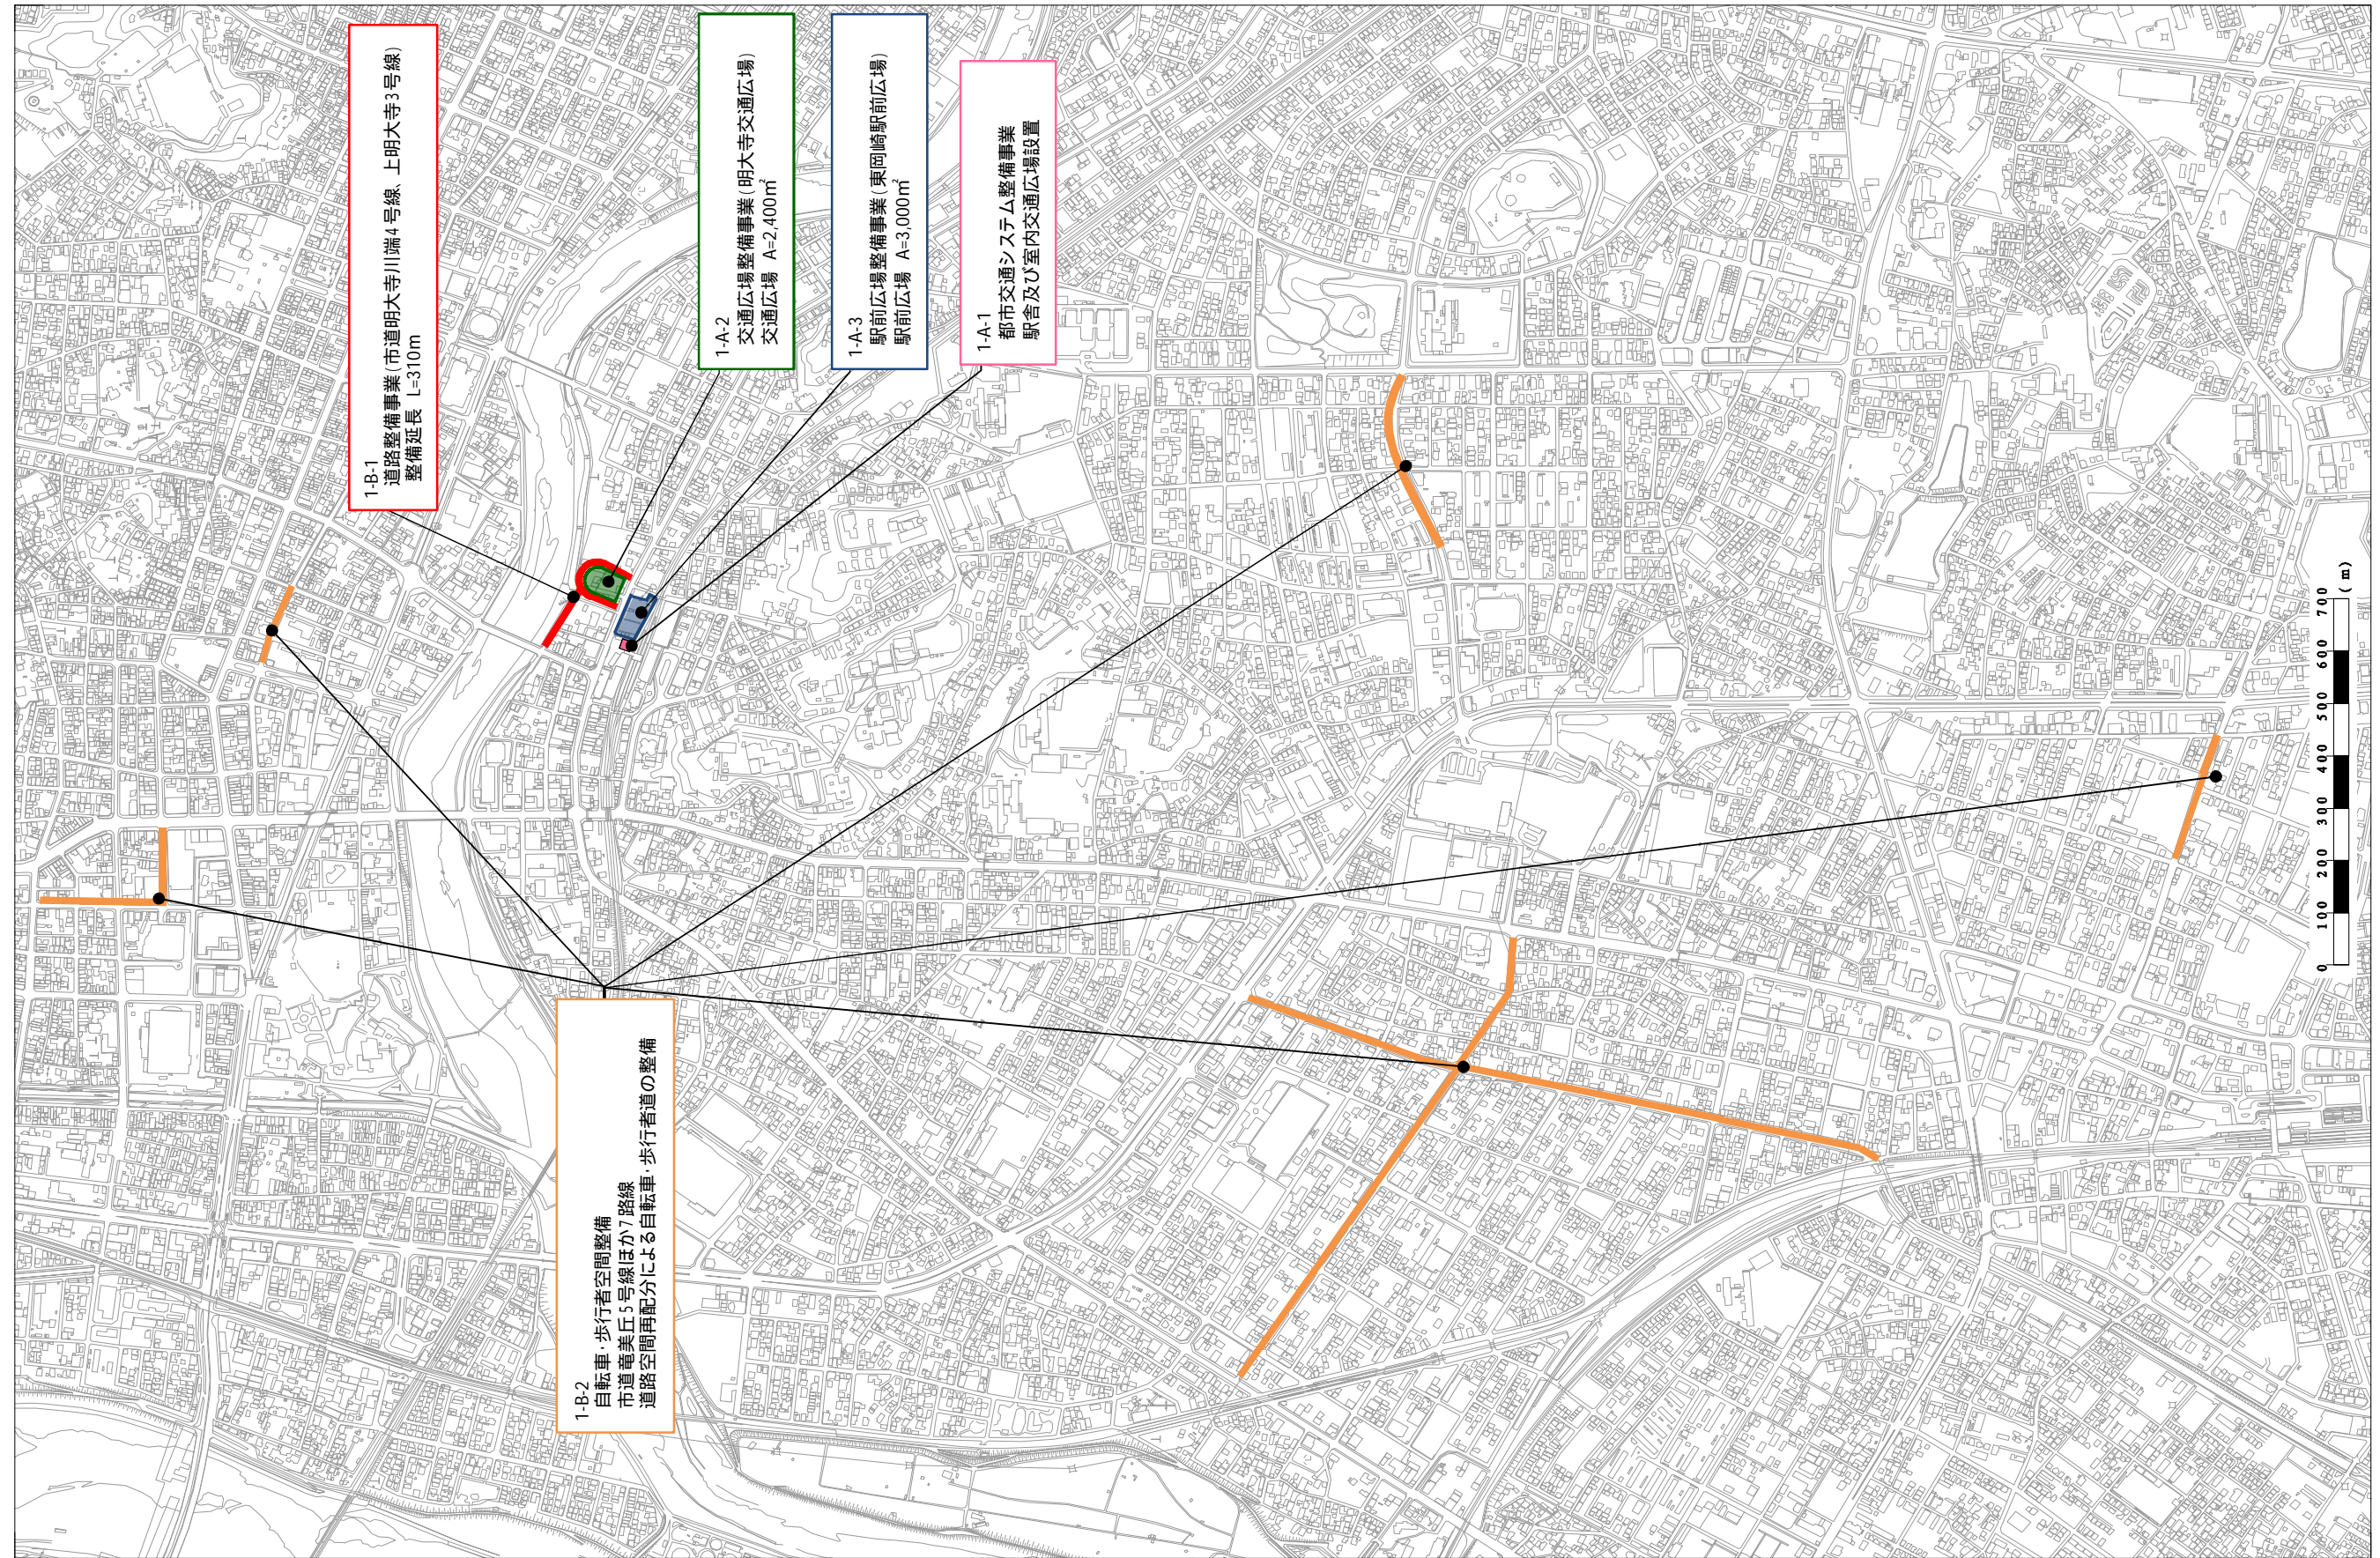 1-B-1
道路整備事業(市道明大寺川端4号線、上明大寺3号線)
整備延長 L=310m
1-A-2
交通広場整備事業(明大寺交通広場)
交通広場 A=2,400㎡
1-A-3
駅前広場整備事業(東岡崎駅前広場)
駅前広場 A=3,000㎡
1-A-1
都市交通システム整備事業
駅舎及び室内交通広場設置
1-B-2
自転車・歩行者空間整備
市道竜美丘5号線ほか7路線
道路空間再配分による自転車・歩行者道の整備
0 100 200 300 400 500 600 700 (m)